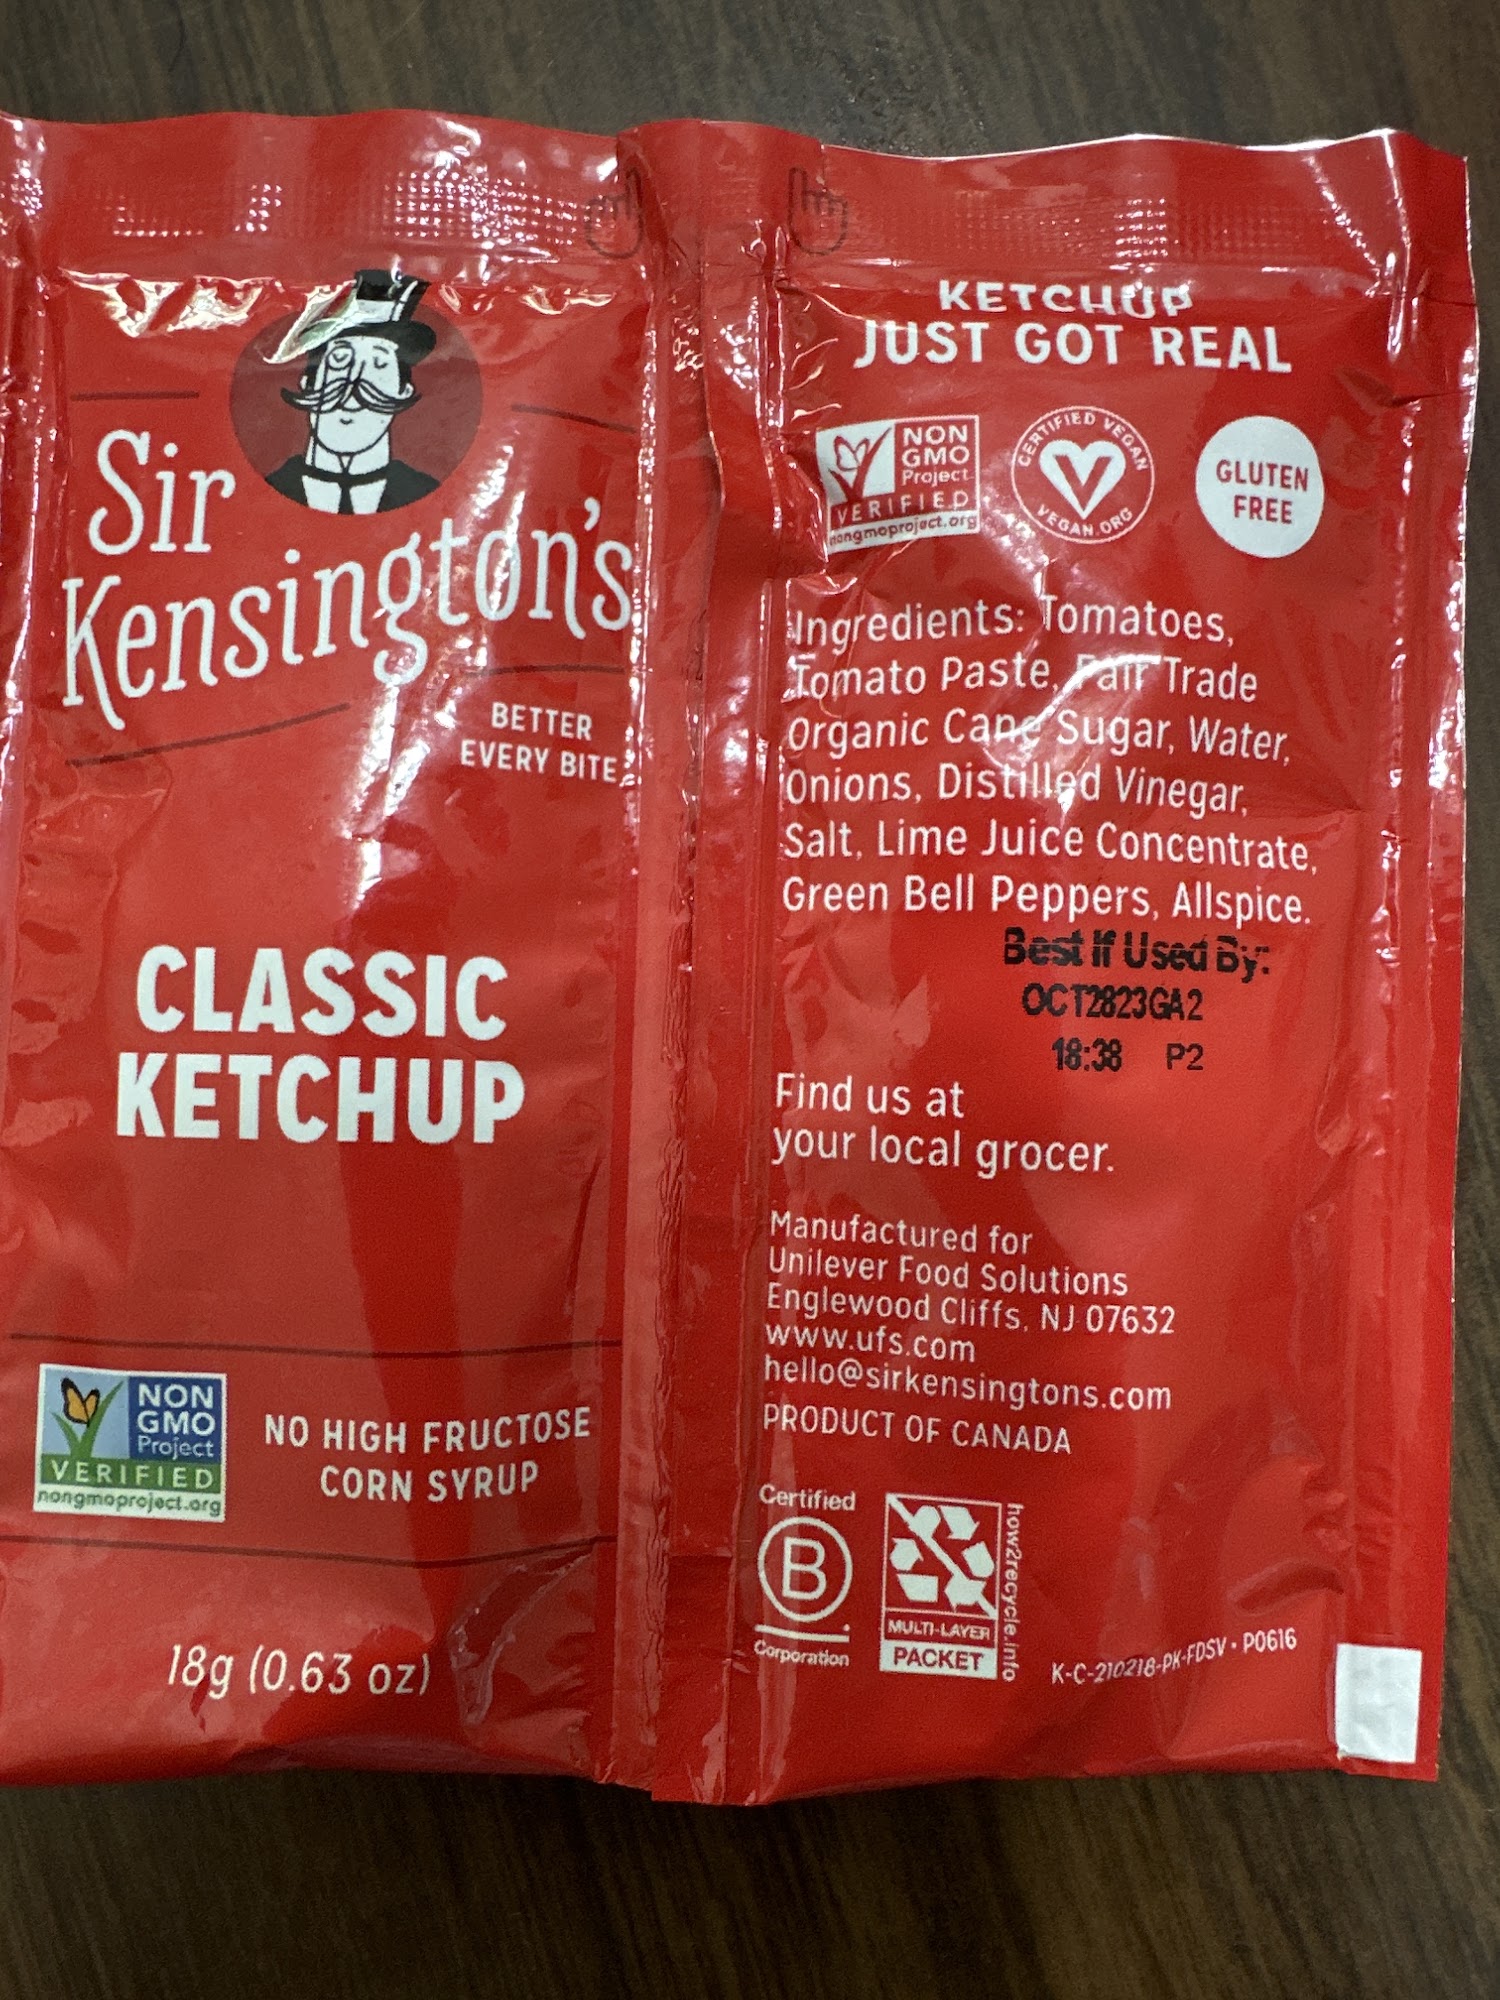 Sir
Kensington's
BETTER
EVERY BITE
CLASSIC
KETCHUP
NON
GMO
Project
VERIFIED
nongmoproject.org
NO HIGH FRUCTOSE
CORN SYRUP
18g (0.63 oz)
KETCHUP
JUST GOT REAL
NON
GMO
Project
VERIFIED
nongmoproject.org
CERTIFIED VEGAN
VEGAN.ORG
GLUTEN
FREE
Ingredients: Tomatoes,
Tomato Paste, Fair Trade
Organic Cane Sugar, Water,
Onions, Distilled Vinegar,
Salt, Lime Juice Concentrate,
Green Bell Peppers, Allspice.
Best If Used By:
OCT2823GA2
18:38 P2
Find us at
your local grocer.
Manufactured for
Unilever Food Solutions
Englewood Cliffs, NJ 07632
www.ufs.com
hello@sirkensingtons.com
PRODUCT OF CANADA
Certified
B
Corporation
MULTI-LAYER
PACKET
how2recycle.info
K-C-210218-PK-FDSV • P0616